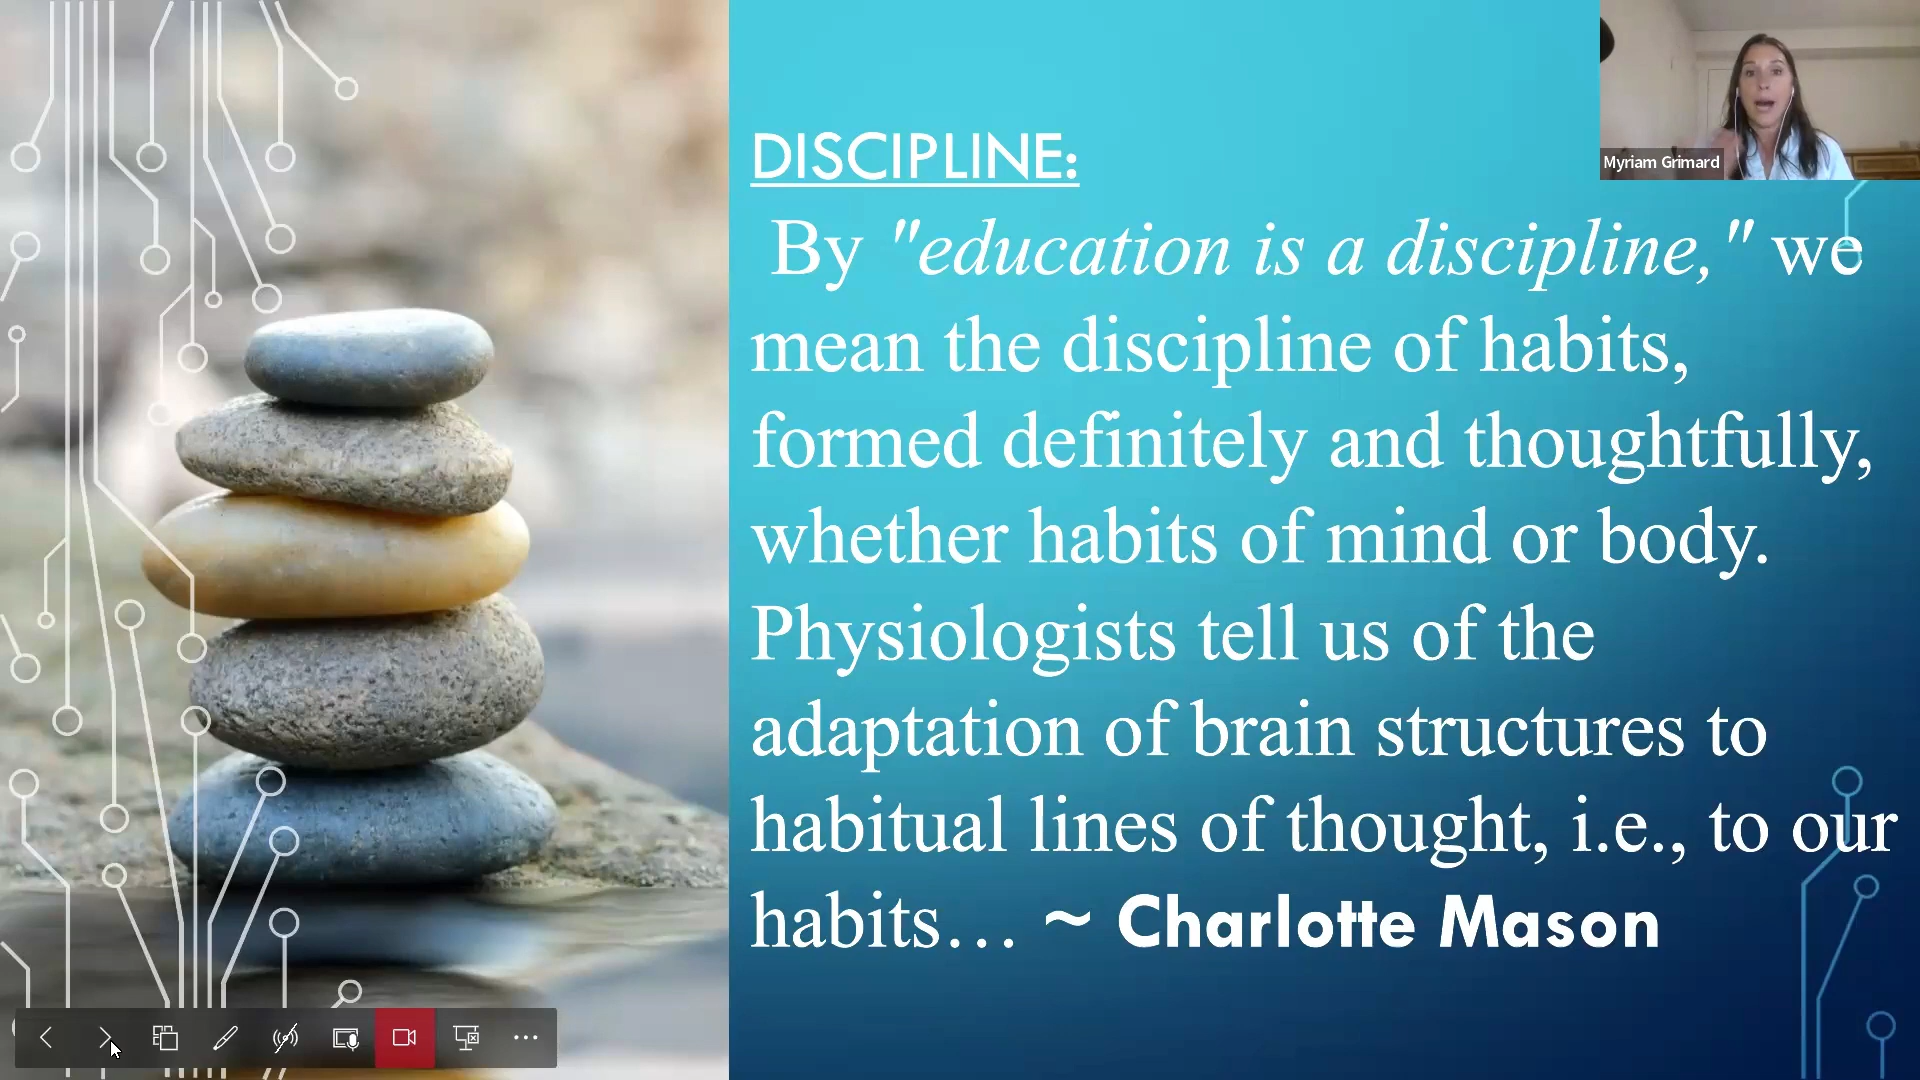 DISCIPLINE:
By "education is a discipline," we
mean the discipline of habits,
formed definitely and thoughtfully,
whether habits of mind or body.
Physiologists tell us of the
adaptation of brain structures to
habitual lines of thought, i.e., to our
habits… ~ Charlotte Mason
Myriam Grimard